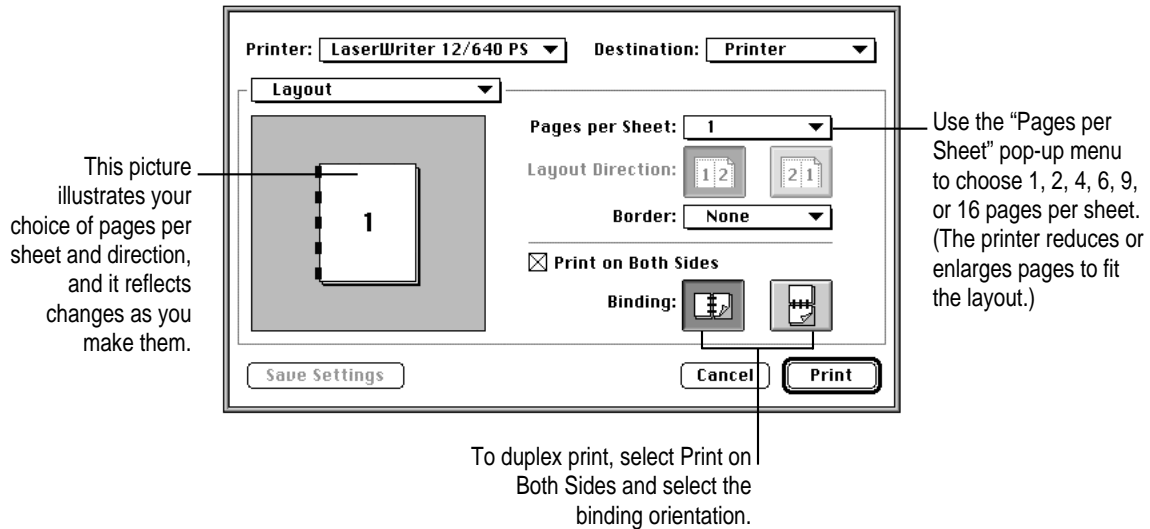 Printer: LaserWriter 12/640 PS
Destination: Printer
Layout
Pages per Sheet: 1
Layout Direction: 1 2 2 1
Border: None
Print on Both Sides
Binding:
1
Save Settings
Cancel
Print
This picture
illustrates your
choice of pages per
sheet and direction,
and it reflects
changes as you
make them.
Use the “Pages per
Sheet” pop-up menu
to choose 1, 2, 4, 6, 9,
or 16 pages per sheet.
(The printer reduces or
enlarges pages to fit
the layout.)
To duplex print, select Print on
Both Sides and select the
binding orientation.